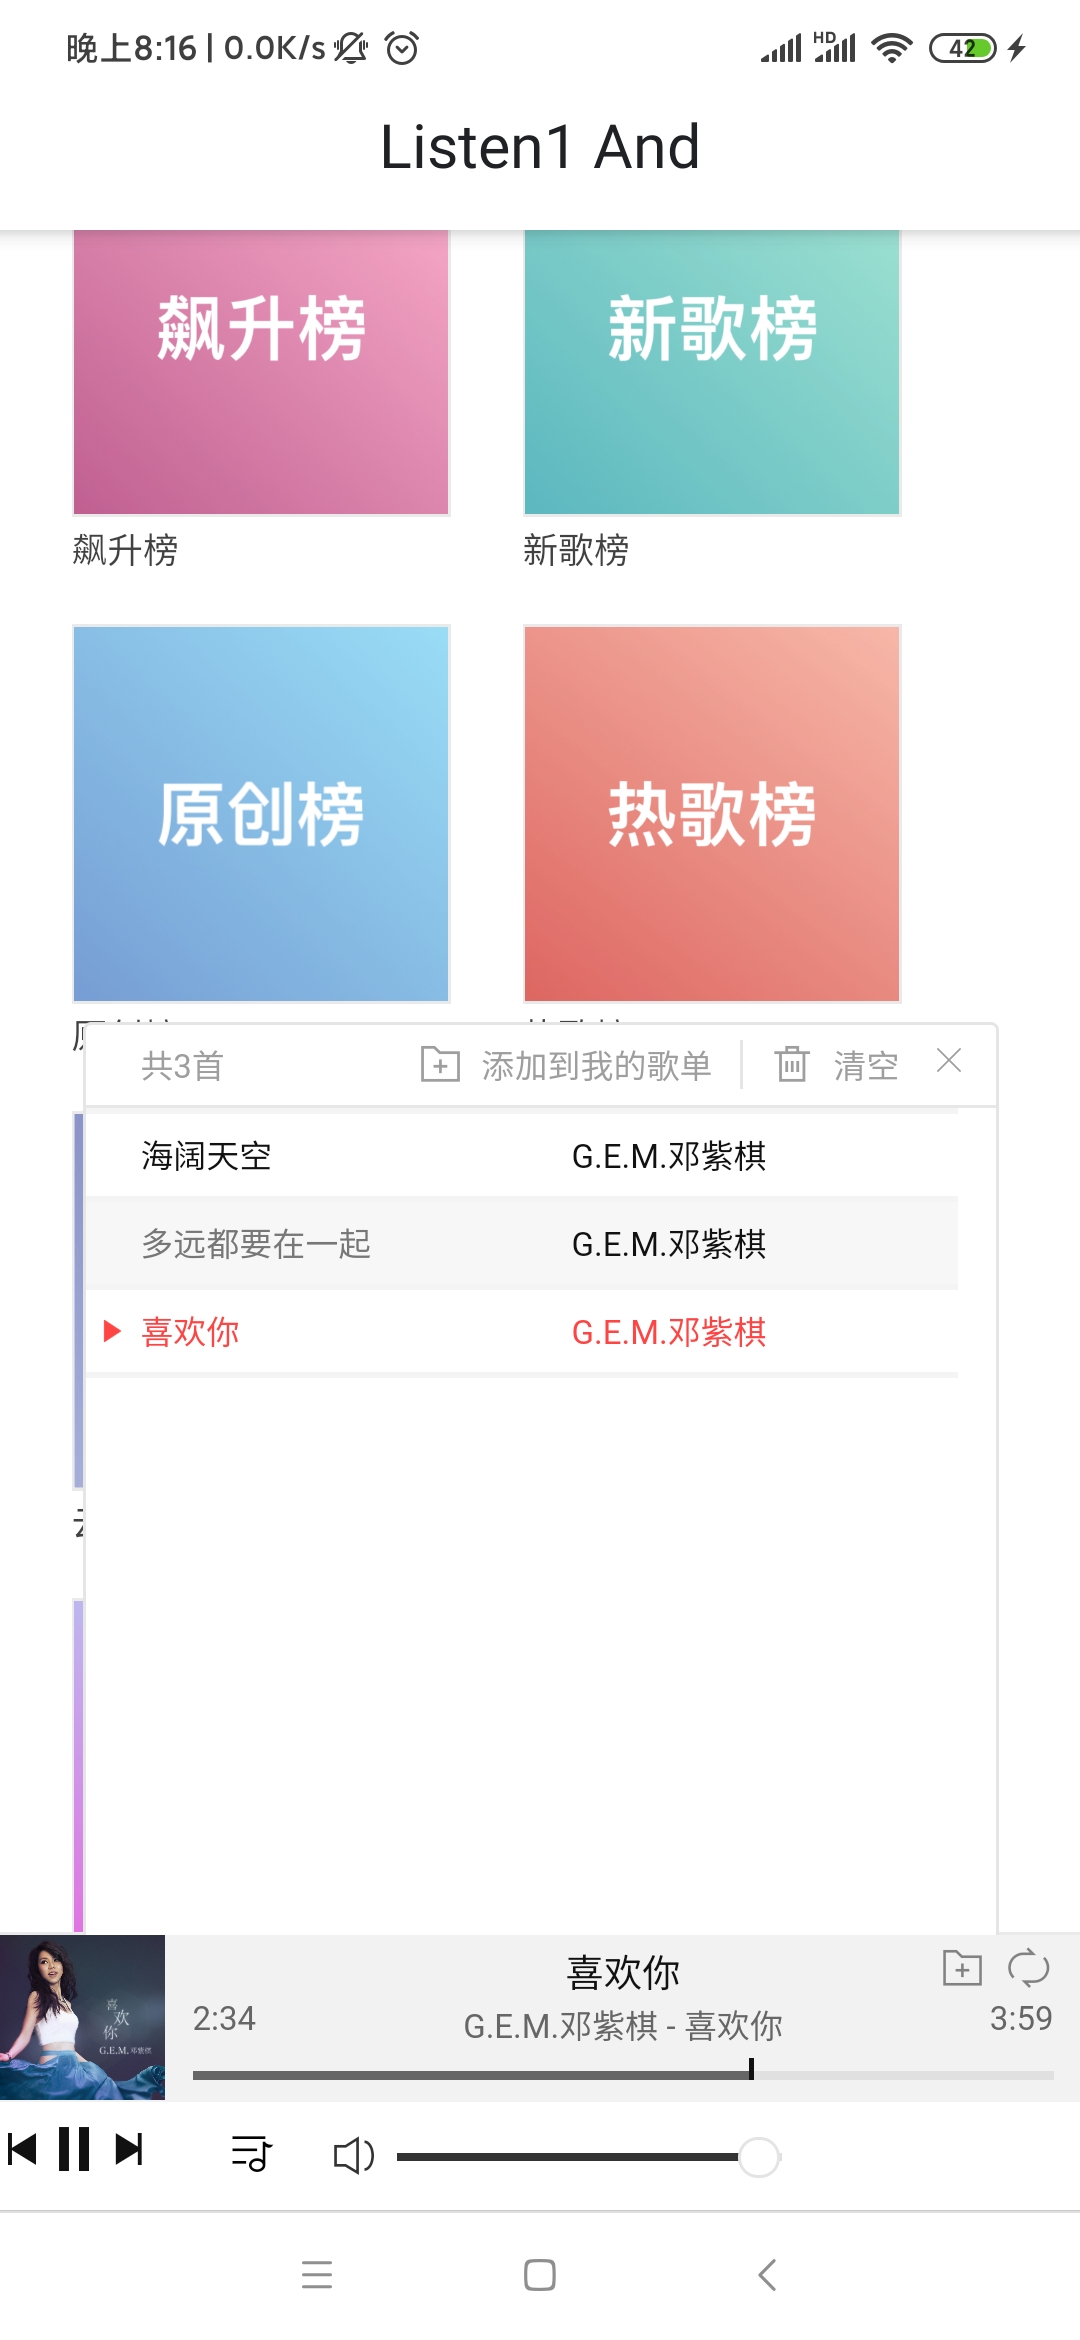 晚上8:16 | 0.0K/s HD 42
Listen1 And
飙升榜 新歌榜
飙升榜 新歌榜
原创榜 热歌榜
共3首 添加到我的歌单 清空
海阔天空 G.E.M.邓紫棋
多远都要在一起 G.E.M.邓紫棋
喜欢你 G.E.M.邓紫棋
喜欢你
G.E.M.邓紫棋
喜欢你
2:34 G.E.M.邓紫棋 - 喜欢你 3:59